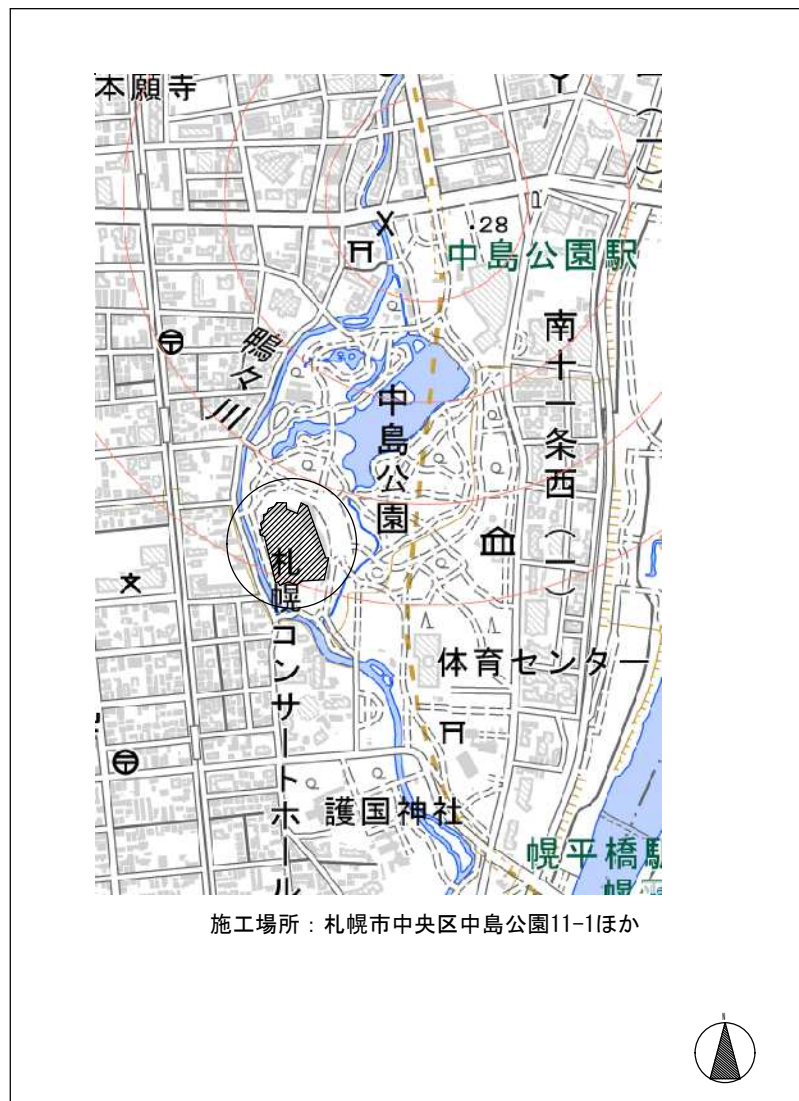 本願寺
・28
中島公園駅
鴨々川
中島公園
南十一条西(一)
札幌コンサートホール
体育センター
護国神社
幌平橋駅
施工場所：札幌市中央区中島公園11-1ほか
N